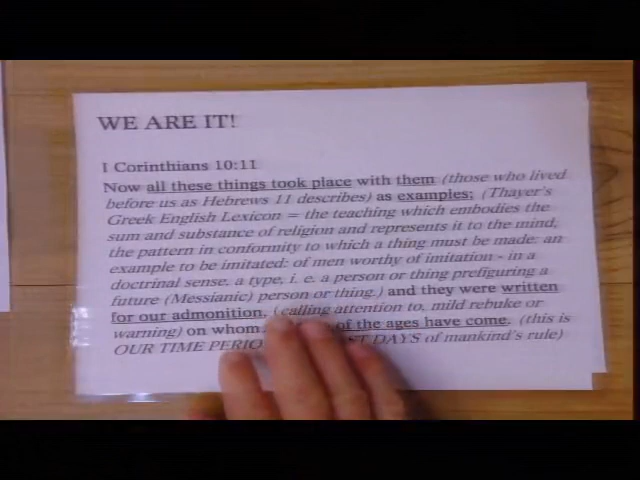 WE ARE IT!
1 Corinthians 10:11
Now all these things took place with them (those who lived
before us as Hebrews 11 describes) as examples; (Thayer's
Greek English Lexicon = the teaching which embodies the
sum and substance of religion and represents it to the mind,
the pattern in conformity to which a thing must be made: an
example to be imitated: of men worthy of imitation - in a
doctrinal sense, a type, i. e. a person or thing prefiguring a
future (Messianic) person or thing.) and they were written
for our admonition, (calling attention to, mild rebuke or
warning) on whom of the ages have come. (this is
OUR TIME DAYS of mankind's rule)